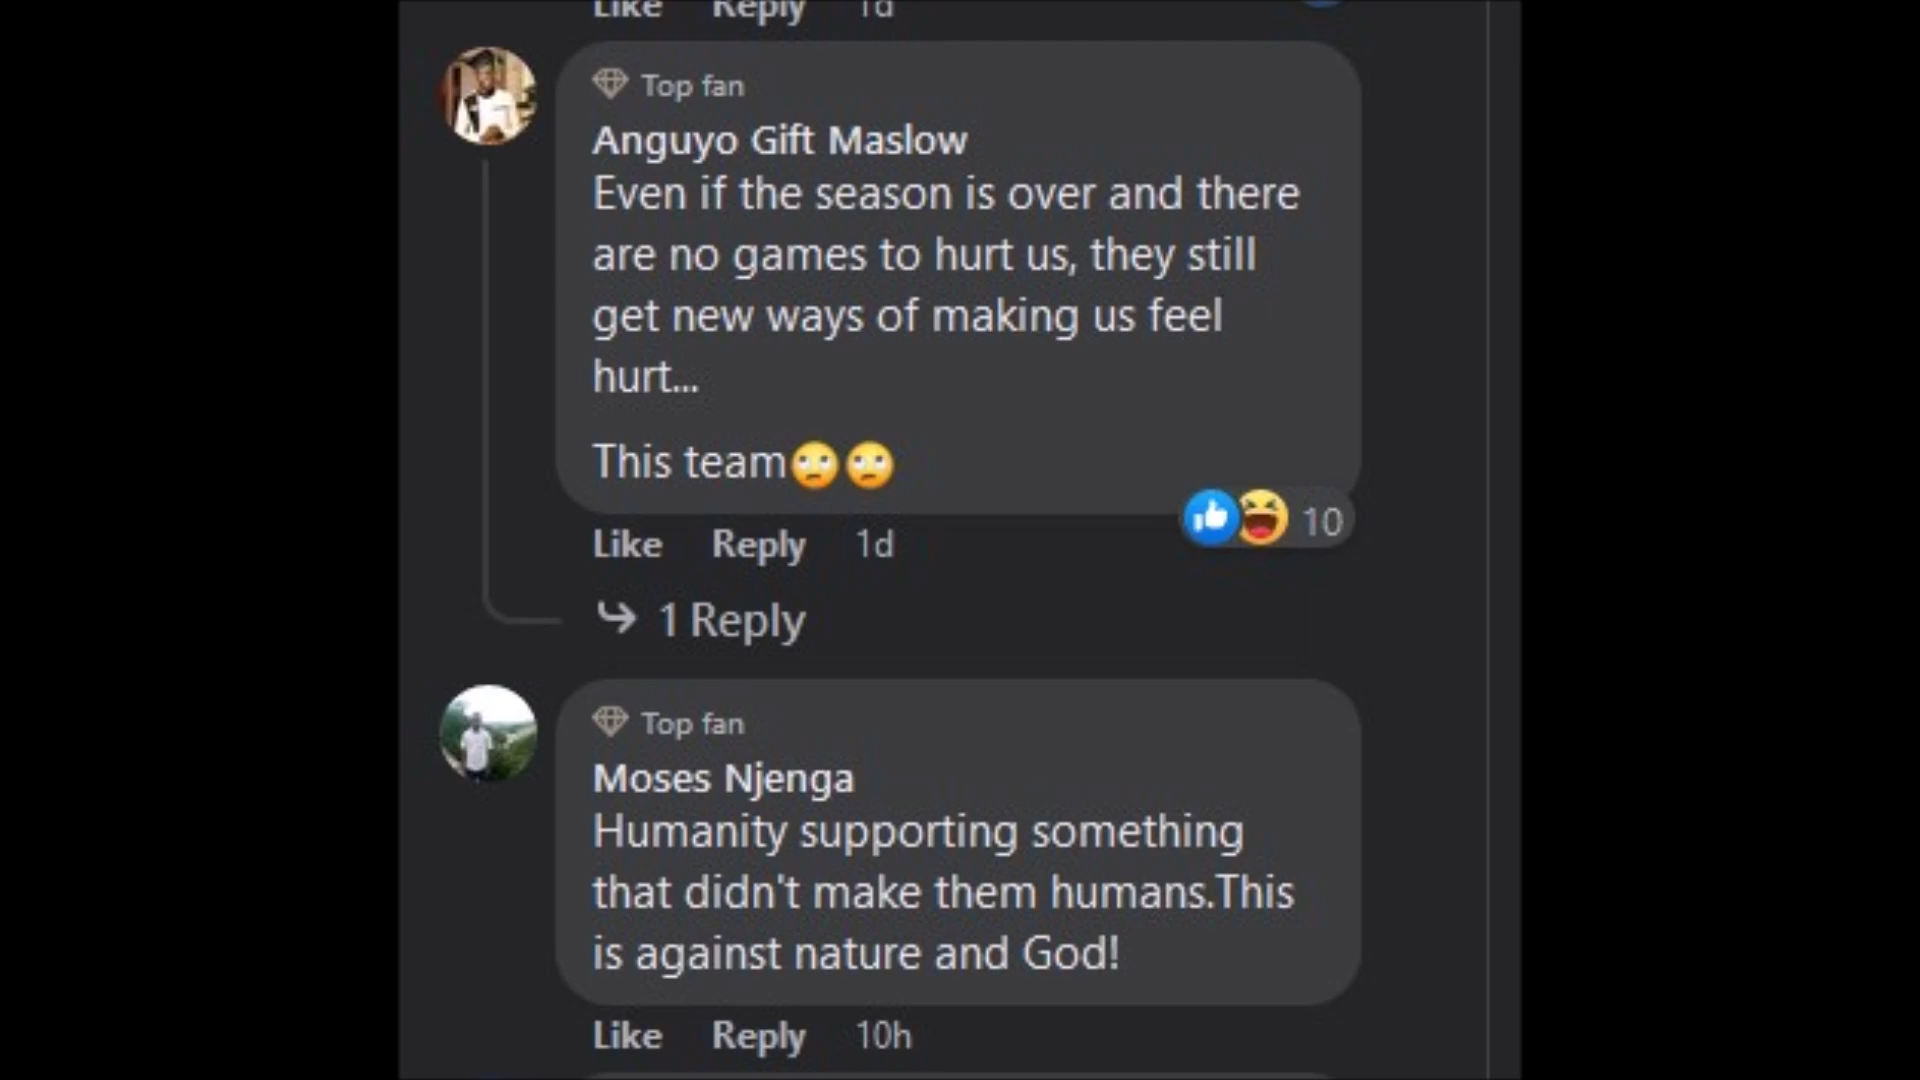 Like Reply 1d
Top fan
Anguyo Gift Maslow
Even if the season is over and there
are no games to hurt us, they still
get new ways of making us feel
hurt...
This team🙄🙄
10
Like Reply 1d
1 Reply
Top fan
Moses Njenga
Humanity supporting something
that didn't make them humans.This
is against nature and God!
Like Reply 10h